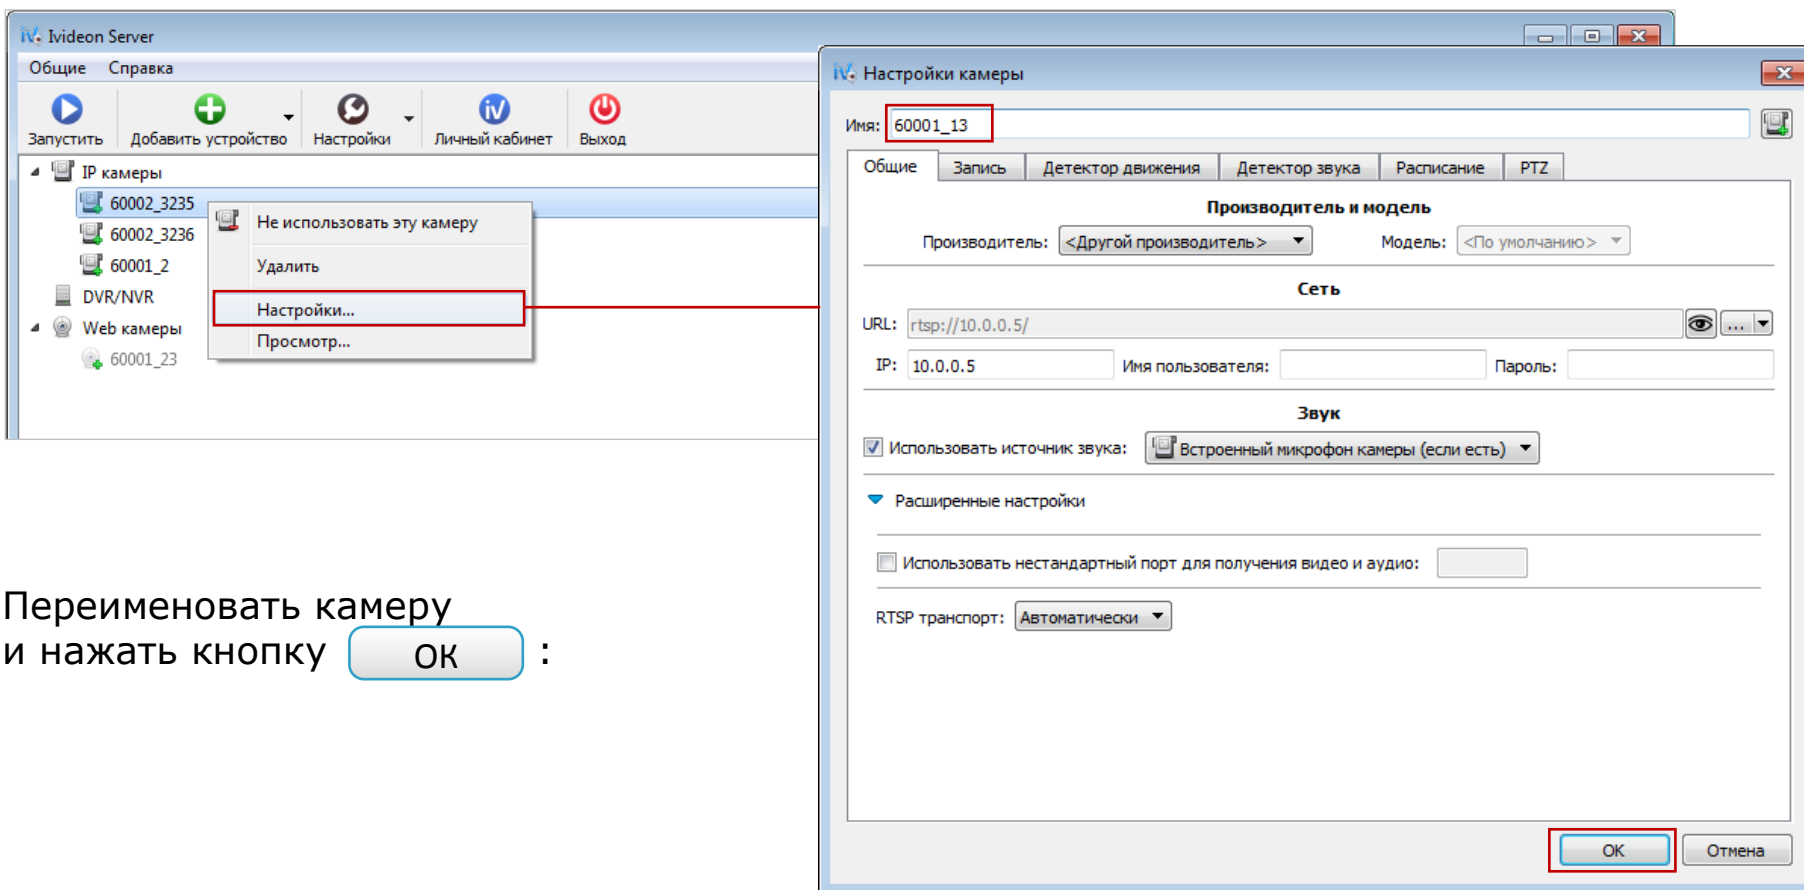 Ivideon Server
Общие Справка
Запустить Добавить устройство Настройки Личный кабинет Выход
IP камеры
60002_3235
60002_3236
60001_2
DVR/NVR
Web камеры
60001_23
Не использовать эту камеру
Удалить
Настройки...
Просмотр...
Переименовать камеру
и нажать кнопку ОК :
Настройки камеры
Имя: 60001_13
Общие Запись Детектор движения Детектор звука Расписание PTZ
Производитель и модель
Производитель: <Другой производитель> Модель: <По умолчанию>
Сеть
URL: rtsp://10.0.0.5/ ...
IP: 10.0.0.5 Имя пользователя: Пароль:
Звук
Использовать источник звука: Встроенный микрофон камеры (если есть)
Расширенные настройки
Использовать нестандартный порт для получения видео и аудио:
RTSP транспорт: Автоматически
OK Отмена